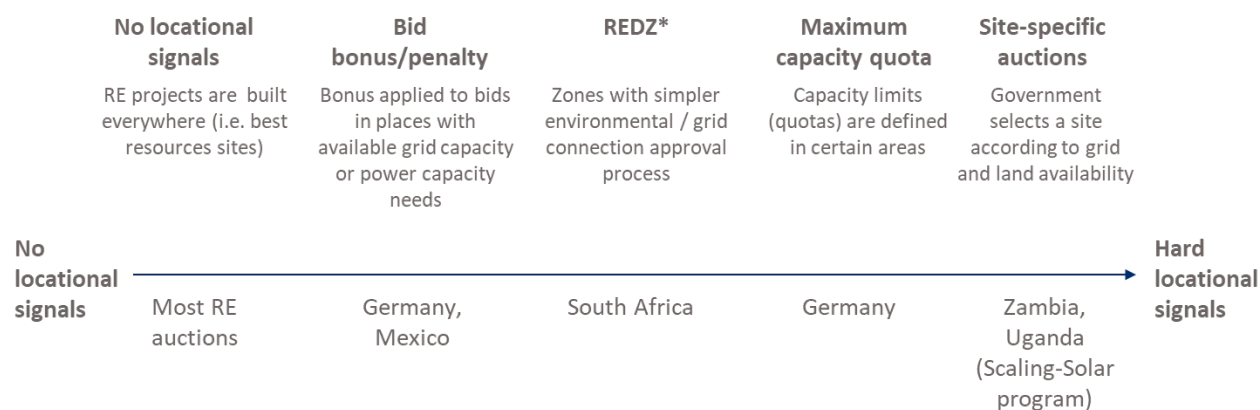 No locational
signals
RE projects are built
everywhere (i.e. best
resources sites)
Bid
bonus/penalty
Bonus applied to bids
in places with
available grid capacity
or power capacity
needs
REDZ*
Zones with simpler
environmental / grid
connection approval
process
Maximum
capacity quota
Capacity limits
(quotas) are defined
in certain areas
Site-specific
auctions
Government
selects a site
according to grid
and land availability
No
locational
signals
Hard
locational
signals
Most RE
auctions
Germany,
Mexico
South Africa
Germany
Zambia,
Uganda
(Scaling-Solar
program)